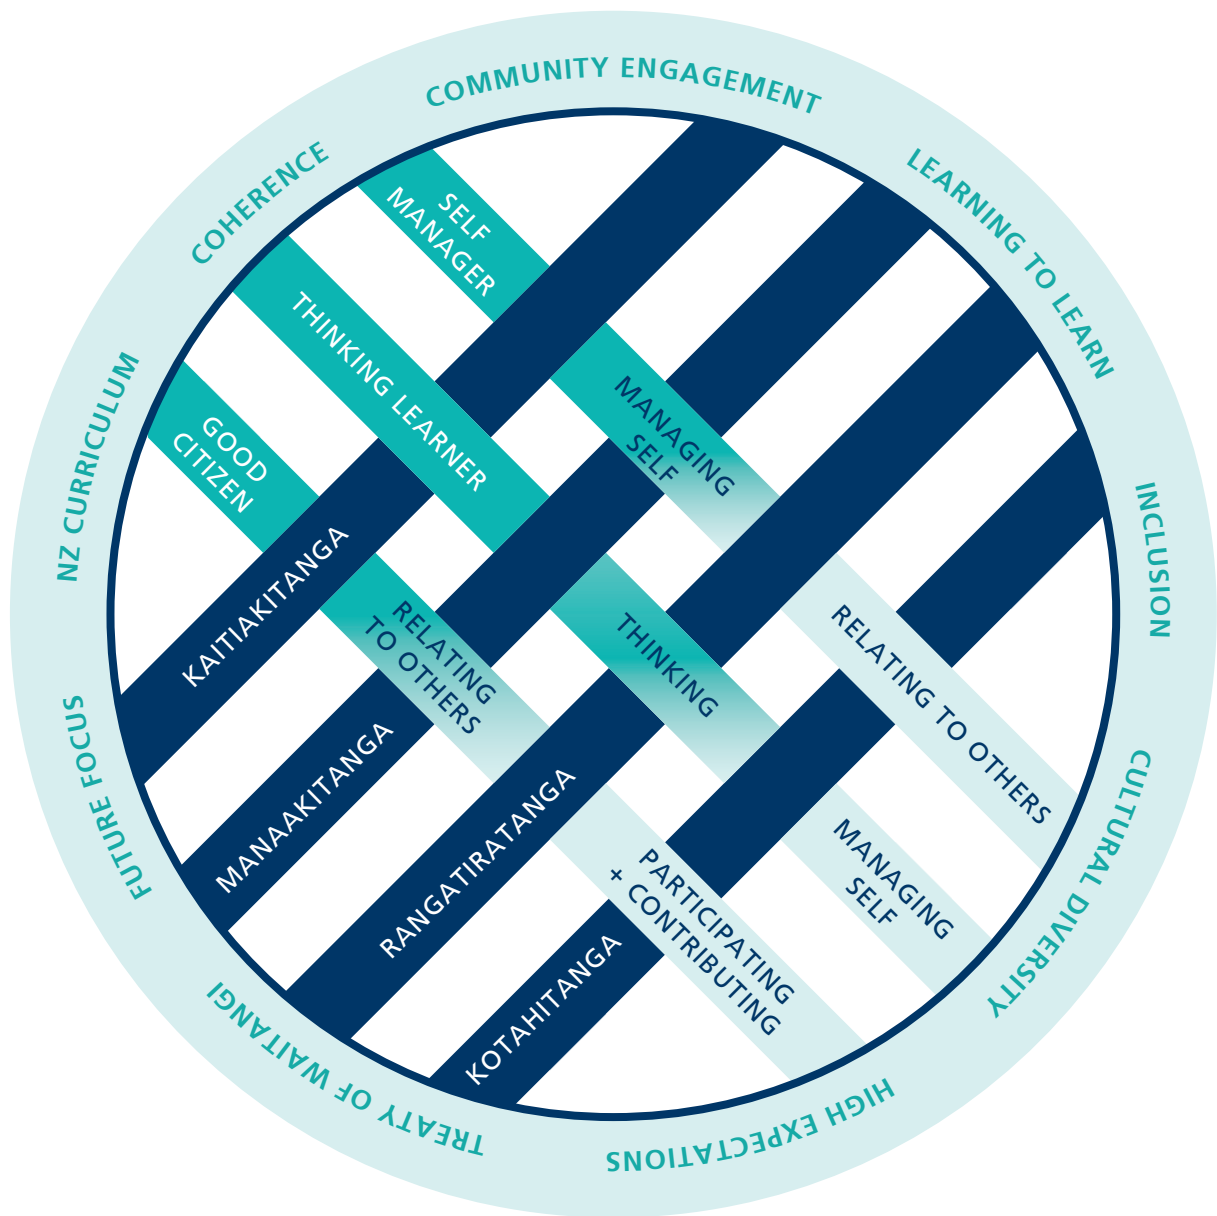 COMMUNITY ENGAGEMENT
LEARNING TO LEARN
INCLUSION
CULTURAL DIVERSITY
HIGH EXPECTATIONS
TREATY OF WAITANGI
FUTURE FOCUS
NZ CURRICULUM
COHERENCE
SELF
MANAGER
MANAGING
SELF
RELATING TO OTHERS
THINKING LEARNER
THINKING
MANAGING
SELF
GOOD
CITIZEN
RELATING
TO OTHERS
PARTICIPATING
+ CONTRIBUTING
KAITIAKITANGA
MANAAKITANGA
RANGATIRATANGA
KOTAHITANGA